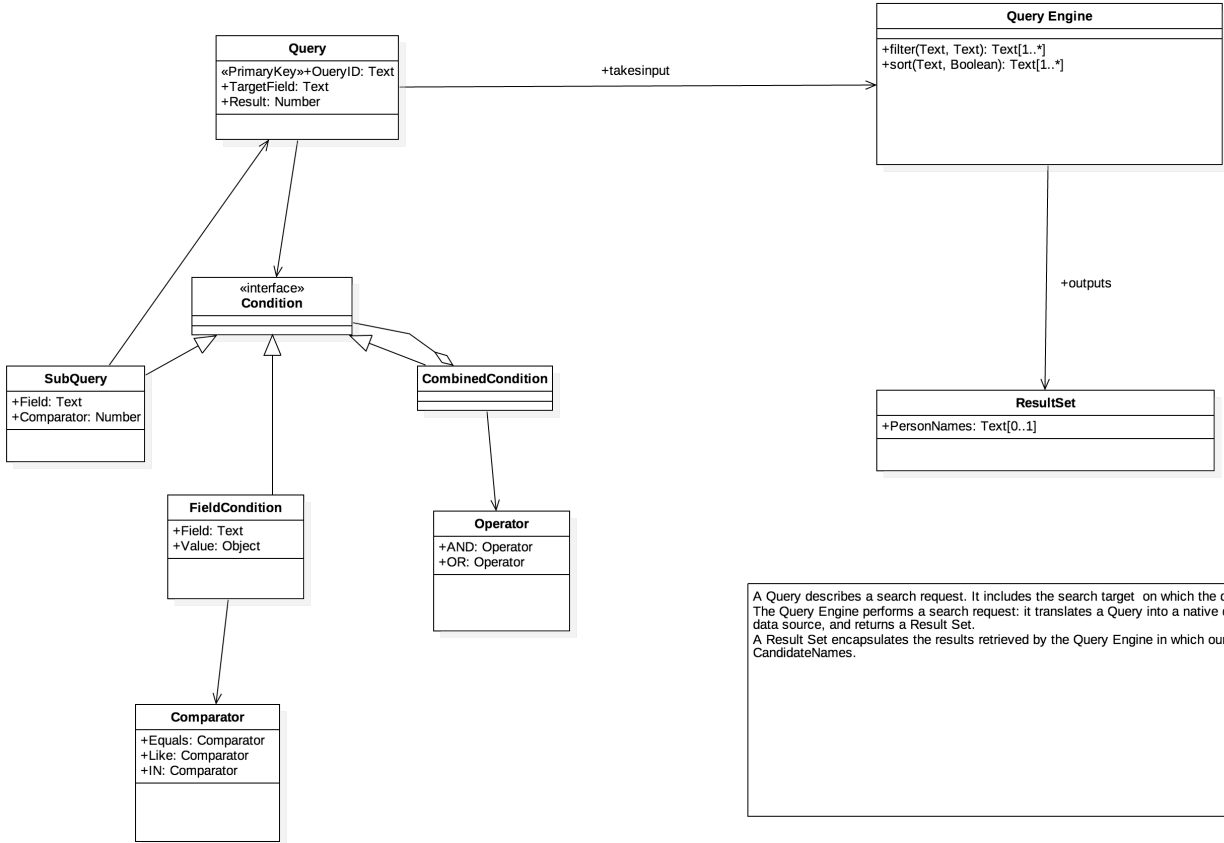 Query Engine
+filter(Text, Text): Text[1..*]
+sort(Text, Boolean): Text[1..*]
Query
«PrimaryKey»+OueryID: Text
+TargetField: Text
+Result: Number
+takesinput
«interface»
Condition
+outputs
SubQuery
+Field: Text
+Comparator: Number
CombinedCondition
ResultSet
+PersonNames: Text[0..1]
FieldCondition
+Field: Text
+Value: Object
Operator
+AND: Operator
+OR: Operator
A Query describes a search request. It includes the search target on which the
The Query Engine performs a search request: it translates a Query into a native
data source, and returns a Result Set.
A Result Set encapsulates the results retrieved by the Query Engine in which our
CandidateNames.
Comparator
+Equals: Comparator
+Like: Comparator
+IN: Comparator